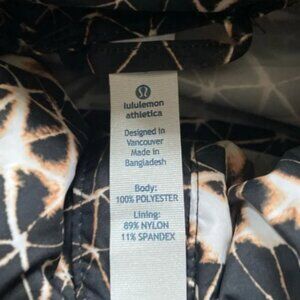 lululemon
athletica
Designed in
Vancouver
Made in
Bangladesh
Body:
100% POLYESTER
Lining:
89% NYLON
11% SPANDEX